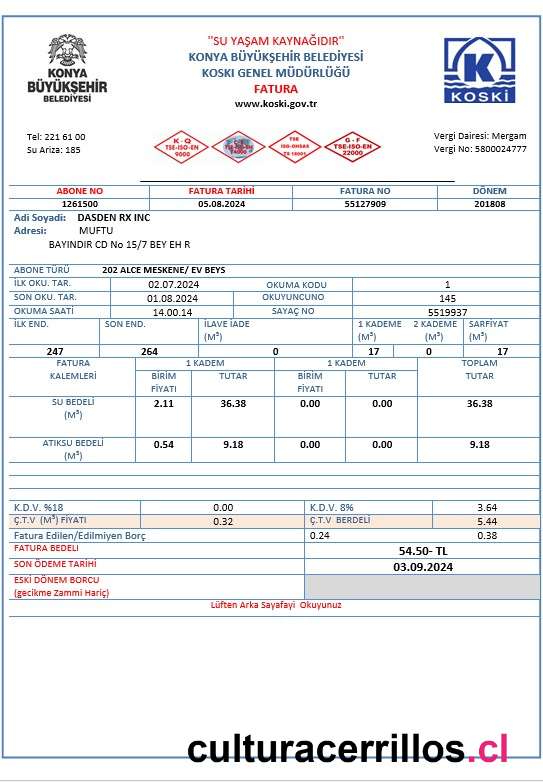 "SU YAŞAM KAYNAĞIDIR"
KONYA BÜYÜKŞEHİR BELEDİYESİ
KOSKI GENEL MÜDÜRLÜĞÜ
FATURA
www.koski.gov.tr
KONYA
BÜYÜKŞEHİR
BELEDİYESİ
KOSKİ
Tel: 221 61 00
Su Ariza: 185
K-Q
TSE-ISO-EN
9000
TSE-ISO-EN
14000
TSE
ISO-OHSAS
TS 18001
G-F
TSE-ISO-EN
22000
Vergi Dairesi: Mergam
Vergi No: 5800024777
ABONE NO FATURA TARİHİ FATURA NO DÖNEM
1261500 05.08.2024 55127909 201808
Adi Soyadi: DASDEN RX INC
Adresi: MUFTU
BAYINDIR CD No 15/7 BEY EH R
ABONE TÜRÜ 202 ALCE MESKENE/ EV BEYS
İLK OKU. TAR. 02.07.2024 OKUMA KODU 1
SON OKU. TAR. 01.08.2024 OKUYUCUNO 145
OKUMA SAATİ 14.00.14 SAYAÇ NO 5519937
İLK END. SON END. İLAVE İADE 1 KADEME 2 KADEME SARFİYAT
(M³) (M³) (M³)
247 264 0 17 0 17
FATURA 1 KADEM 1 KADEM TOPLAM
KALEMLERİ BİRİM TUTAR BİRİM TUTAR TUTAR
FİYATI FİYATI
SU BEDELİ 2.11 36.38 0.00 0.00 36.38
(M³)
ATIKSU BEDELİ 0.54 9.18 0.00 0.00 9.18
(M³)
K.D.V. %18 0.00 K.D.V. 8% 3.64
Ç.T.V (M³) FİYATI 0.32 Ç.T.V BERDELİ 5.44
Fatura Edilen/Edilmiyen Borç 0.24 0.38
FATURA BEDELI 54.50- TL
SON ÖDEME TARİHİ 03.09.2024
ESKİ DÖNEM BORCU
(gecikme Zammi Hariç)
Lüften Arka Sayafayi Okuyunuz
culturacerrillos.cl